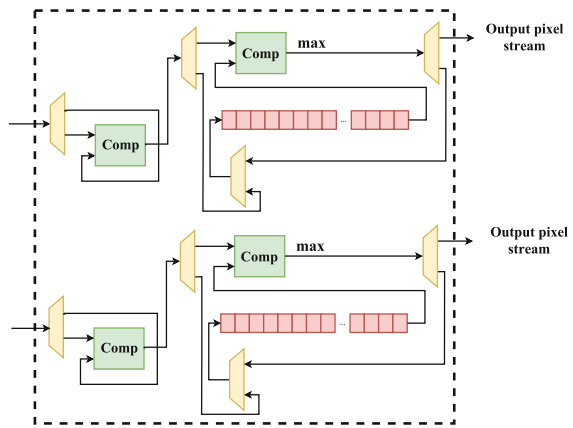 Output pixel
stream
Comp
max
Comp
...
Output pixel
stream
Comp
max
Comp
...